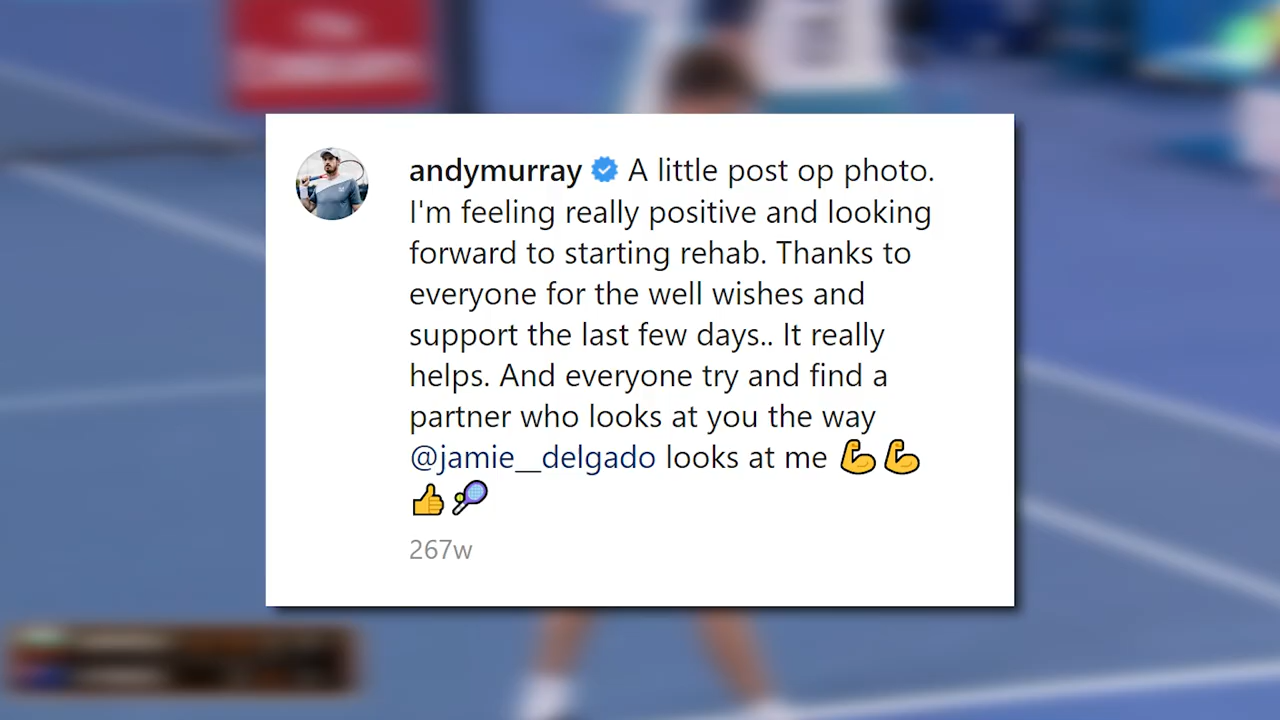 andymurray A little post op photo.
I'm feeling really positive and looking
forward to starting rehab. Thanks to
everyone for the well wishes and
support the last few days.. It really
helps. And everyone try and find a
partner who looks at you the way
@jamie__delgado looks at me 💪💪
👍🎾
267w